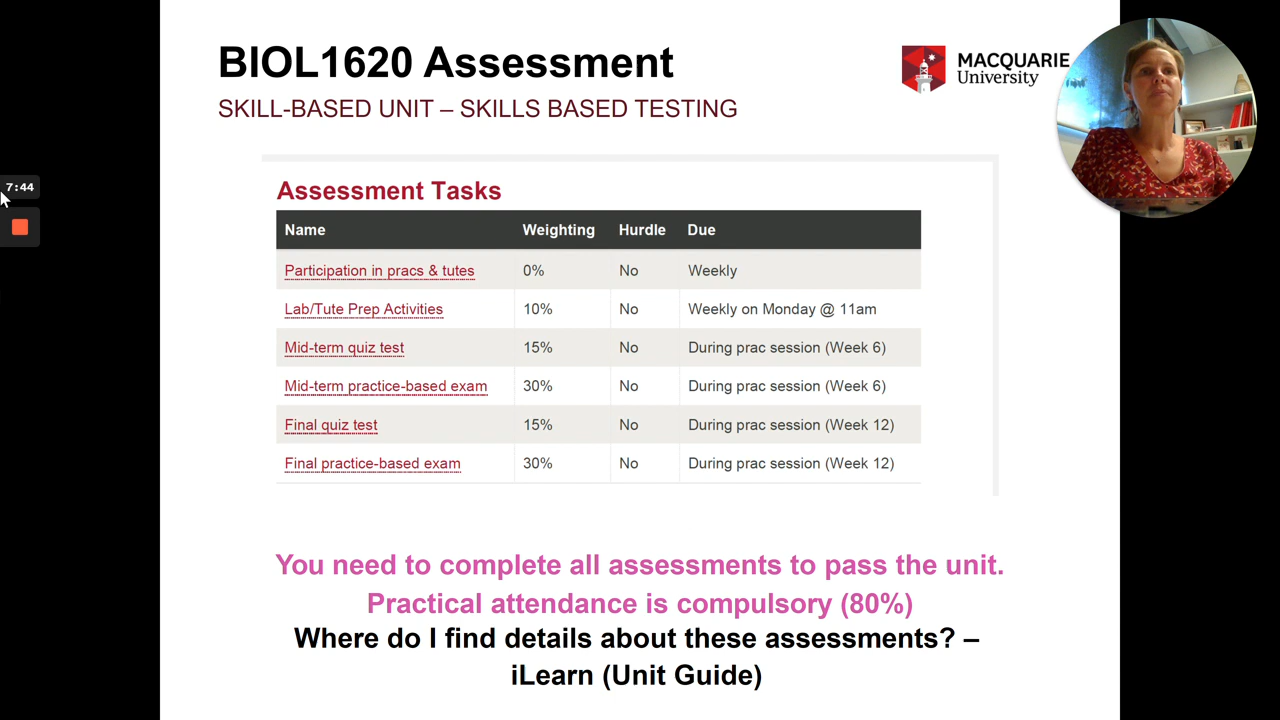 BIOL1620 Assessment
SKILL-BASED UNIT – SKILLS BASED TESTING
MACQUARIE
University
7:44
Assessment Tasks
Name Weighting Hurdle Due
Participation in pracs & tutes 0% No Weekly
Lab/Tute Prep Activities 10% No Weekly on Monday @ 11am
Mid-term quiz test 15% No During prac session (Week 6)
Mid-term practice-based exam 30% No During prac session (Week 6)
Final quiz test 15% No During prac session (Week 12)
Final practice-based exam 30% No During prac session (Week 12)
You need to complete all assessments to pass the unit.
Practical attendance is compulsory (80%)
Where do I find details about these assessments? –
iLearn (Unit Guide)